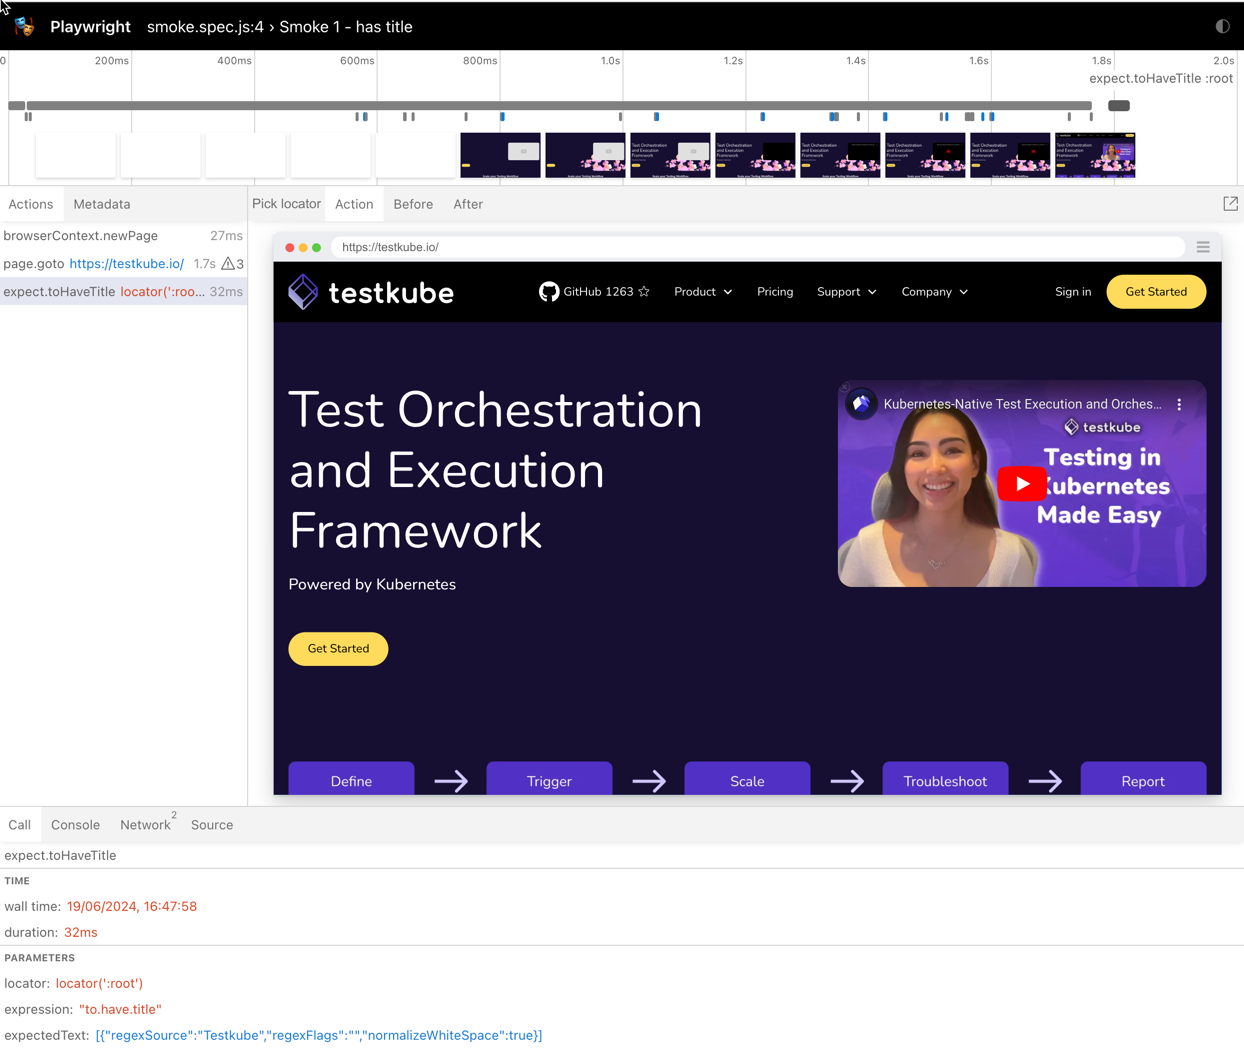 Playwright smoke.spec.js:4 › Smoke 1 - has title
0 200ms 400ms 600ms 800ms 1.0s 1.2s 1.4s 1.6s 1.8s 2.0s
expect.toHaveTitle :root
Actions Metadata
Pick locator Action Before After
browserContext.newPage 27ms
page.goto https://testkube.io/ 1.7s 3
expect.toHaveTitle locator(':roo... 32ms
https://testkube.io/
testkube
GitHub 1263 Product Pricing Support Company Sign in Get Started
Test Orchestration
and Execution
Framework
Powered by Kubernetes
Get Started
Kubernetes-Native Test Execution and Orches...
testkube
Testing in
Kubernetes
Made Easy
Define Trigger Scale Troubleshoot Report
Call Console Network 2 Source
expect.toHaveTitle
TIME
wall time: 19/06/2024, 16:47:58
duration: 32ms
PARAMETERS
locator: locator(':root')
expression: "to.have.title"
expectedText: [{"regexSource":"Testkube","regexFlags":"","normalizeWhiteSpace":true}]